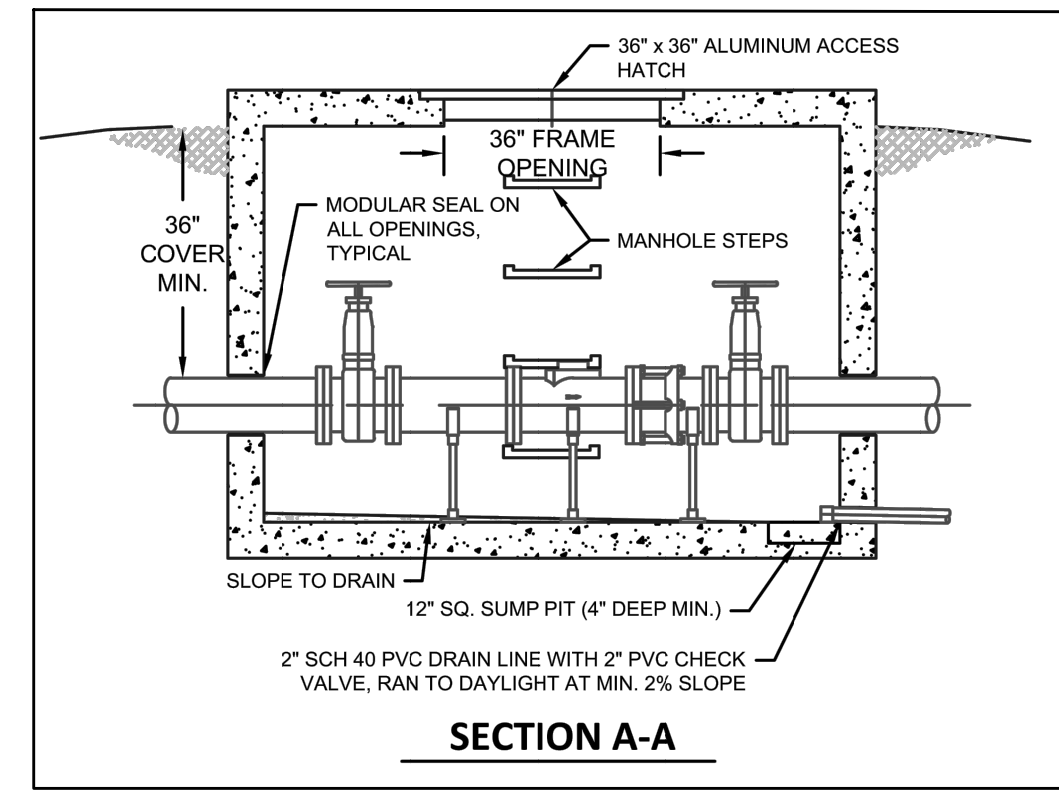 36" x 36" ALUMINUM ACCESS
HATCH
36" FRAME
OPENING
MODULAR SEAL ON
ALL OPENINGS,
TYPICAL
36"
COVER
MIN.
MANHOLE STEPS
SLOPE TO DRAIN
12" SQ. SUMP PIT (4" DEEP MIN.)
2" SCH 40 PVC DRAIN LINE WITH 2" PVC CHECK
VALVE, RAN TO DAYLIGHT AT MIN. 2% SLOPE
SECTION A-A